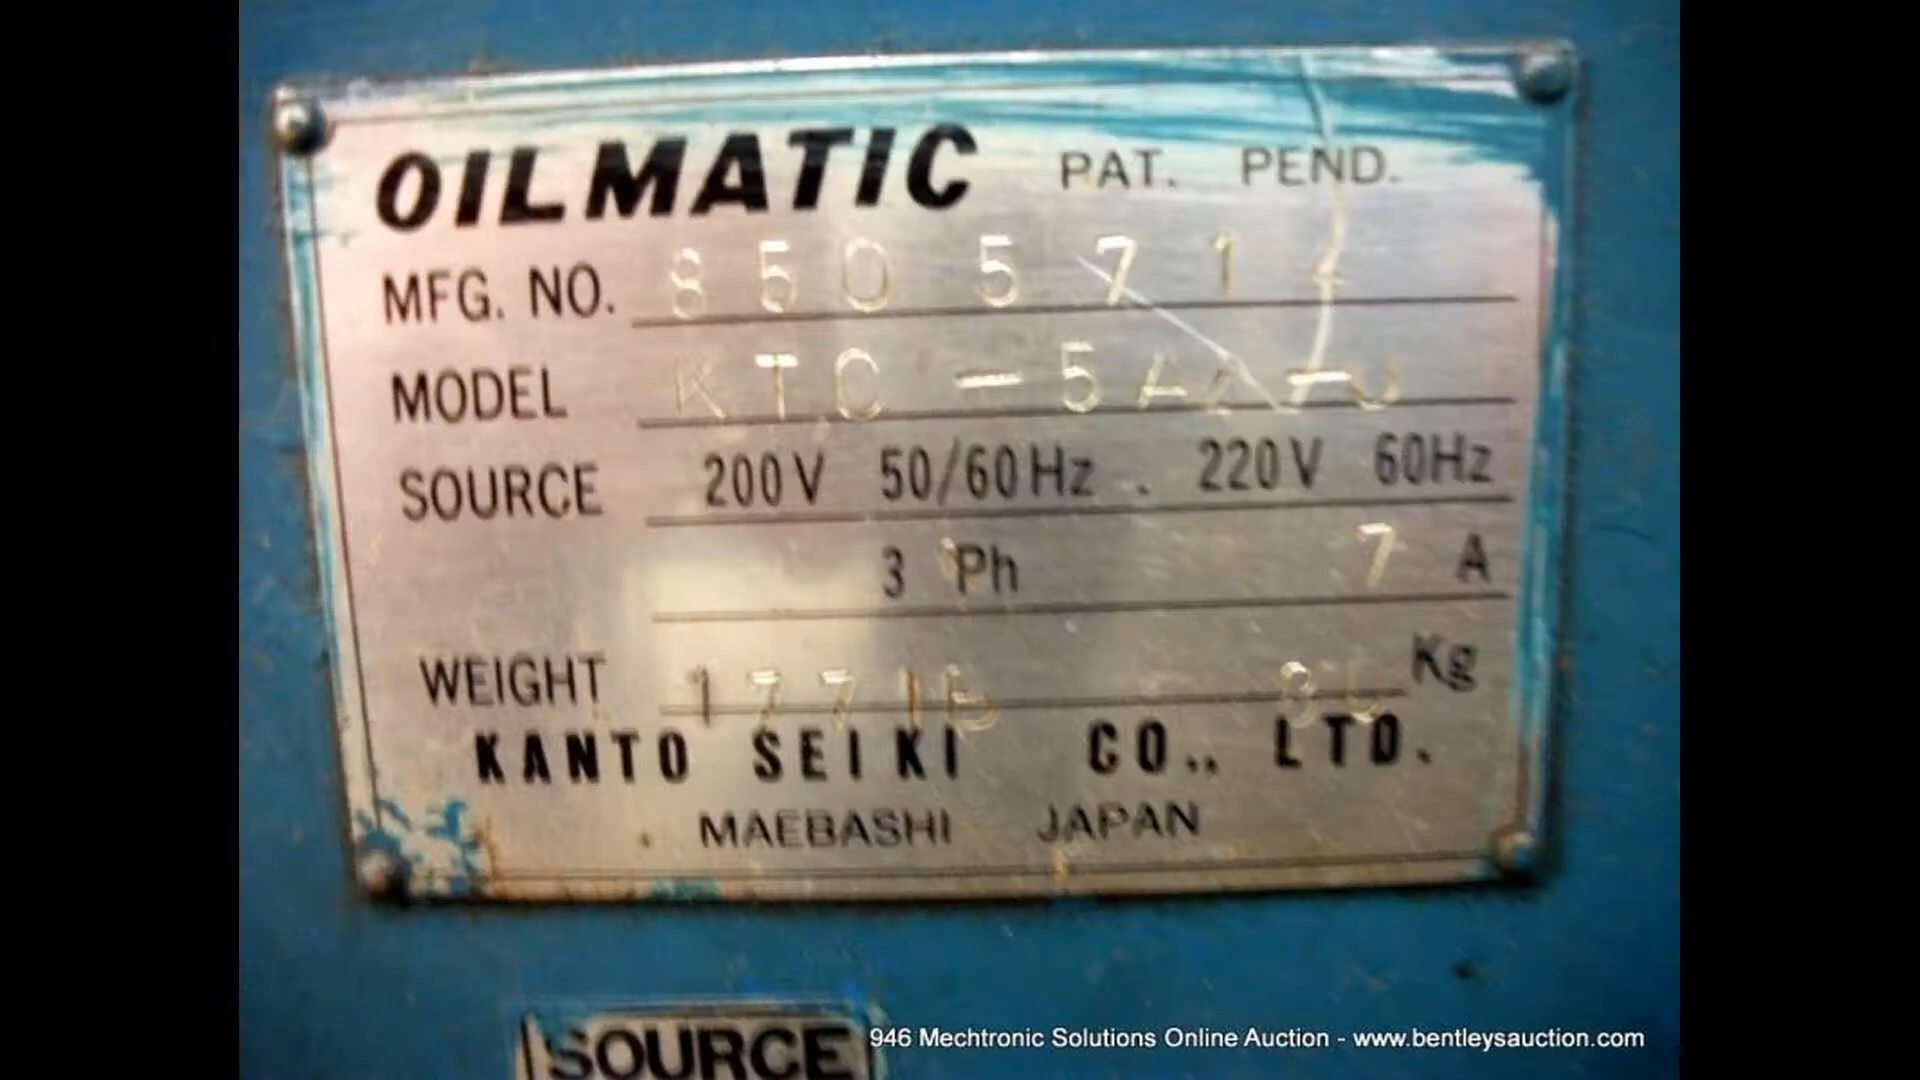 OILMATIC PAT. PEND.
MFG. NO. 850 5 7 1
MODEL KTC-5A
SOURCE 200V 50/60Hz . 220V 60Hz
3 Ph 7 A
WEIGHT 177 lb 80 Kg
KANTO SEIKI CO., LTD.
MAEBASHI JAPAN
SOURCE
946 Mechtronic Solutions Online Auction - www.bentleysauction.com